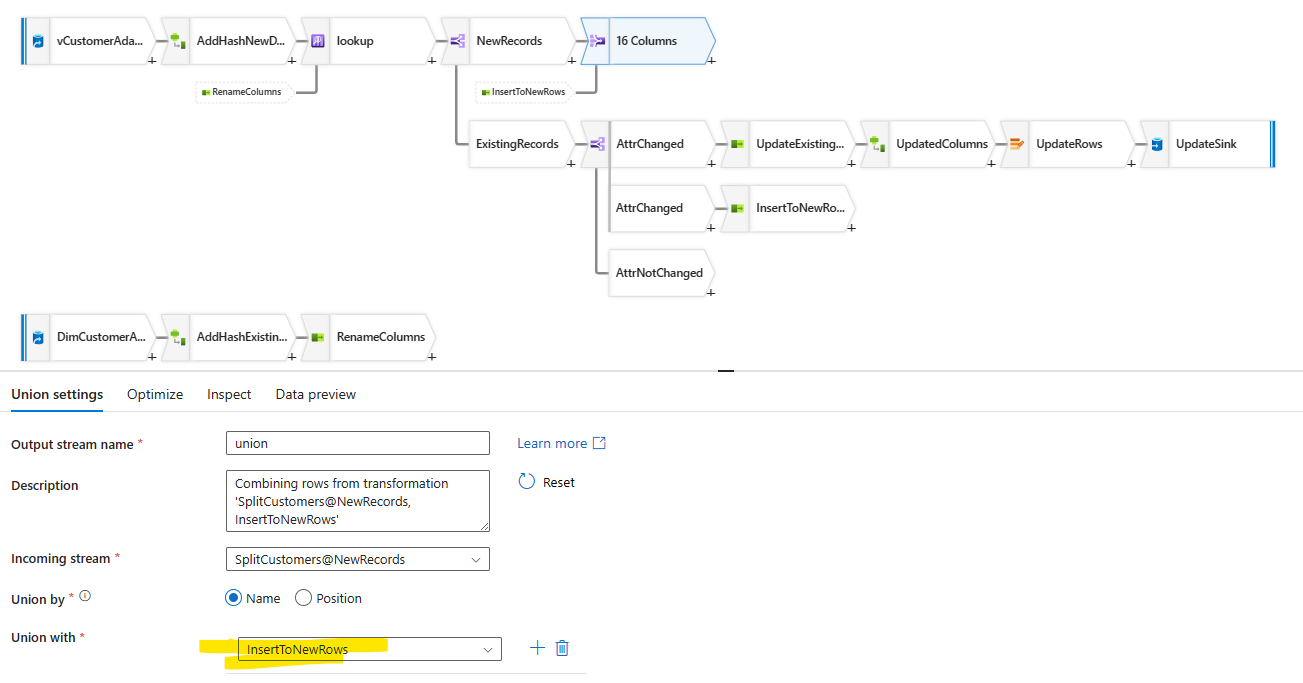 vCustomerAda...
AddHashNewD...
lookup
NewRecords
16 Columns
RenameColumns
InsertToNewRows
ExistingRecords
AttrChanged
UpdateExisting...
UpdatedColumns
UpdateRows
UpdateSink
AttrChanged
InsertToNewRo...
AttrNotChanged
DimCustomerA...
AddHashExistin...
RenameColumns
Union settings Optimize Inspect Data preview
Output stream name * union Learn more
Description Combining rows from transformation
'SplitCustomers@NewRecords,
InsertToNewRows'
Reset
Incoming stream * SplitCustomers@NewRecords
Union by * Name Position
Union with * InsertToNewRows